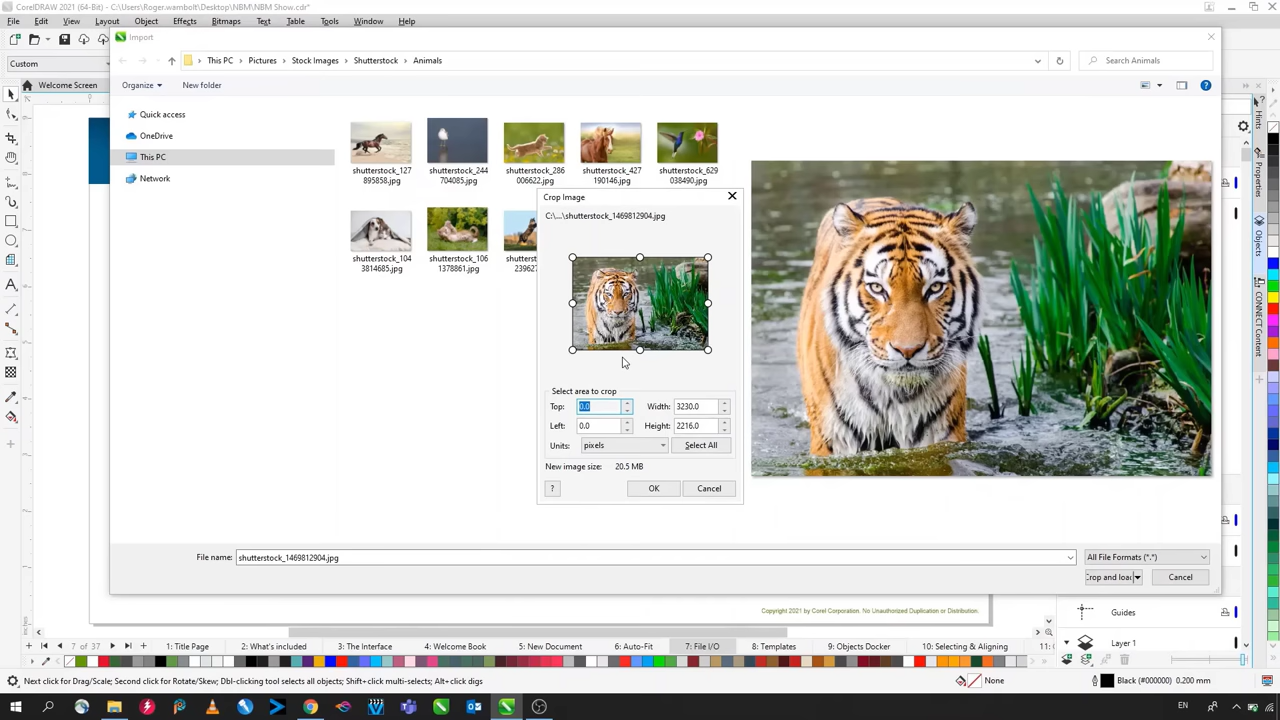 CorelDRAW 2021 (64-Bit) - C:\Users\Roger.wambolt\Desktop\NBM\NBM Show.cdr*
File Edit View Layout Object Effects Bitmaps Text Table Tools Window Help
Import
Custom
This PC > Pictures > Stock Images > Shutterstock > Animals
Search Animals
Welcome Screen
Organize
New folder
Quick access
OneDrive
This PC
Network
shutterstock_127
895858.jpg
shutterstock_244
704085.jpg
shutterstock_286
006622.jpg
shutterstock_427
190146.jpg
shutterstock_629
038490.jpg
shutterstock_104
3814685.jpg
shutterstock_106
1378861.jpg
Hints
Properties
Objects
CONNECT Content
Crop Image
C:\...\shutterstock_1469812904.jpg
Select area to crop
Top: 0.0 Width: 3230.0
Left: 0.0 Height: 2216.0
Units: pixels Select All
New image size: 20.5 MB
? OK Cancel
File name: shutterstock_1469812904.jpg
All File Formats (*.*)
Crop and loa
Cancel
Copyright 2021 by Corel Corporation. No Unauthorized Duplication or Distribution.
Guides
Layer 1
7 of 37
1: Title Page 2: What's included 3: The Interface 4: Welcome Book 5: New Document 6: Auto-Fit 7: File I/O 8: Templates 9: Objects Docker 10: Selecting & Aligning 11:
Next click for Drag/Scale; Second click for Rotate/Skew; Dbl-clicking tool selects all objects; Shift+click multi-selects; Alt+click digs
None
Black (#000000) 0.200 mm
EN